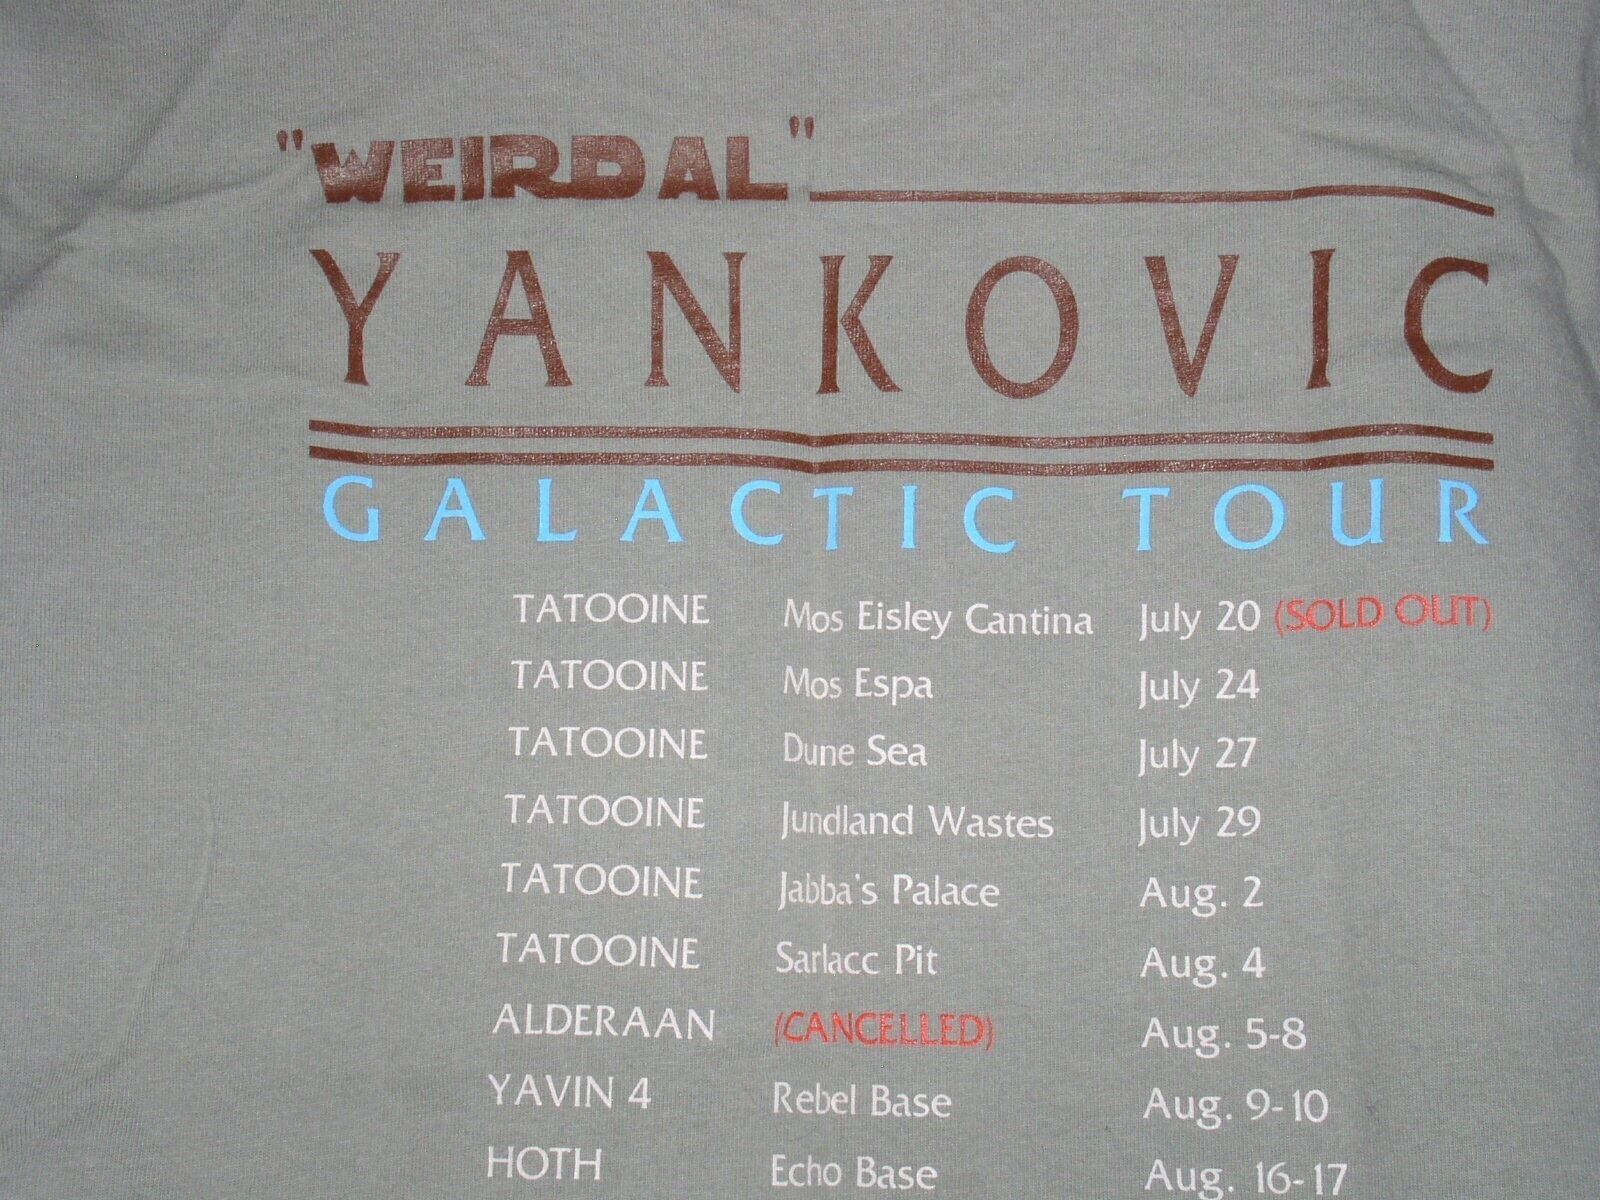 "WEIRD AL"
YANKOVIC
GALACTIC TOUR
TATOOINE Mos Eisley Cantina July 20 (SOLD OUT)
TATOOINE Mos Espa July 24
TATOOINE Dune Sea July 27
TATOOINE Jundland Wastes July 29
TATOOINE Jabba's Palace Aug. 2
TATOOINE Sarlacc Pit Aug. 4
ALDERAAN (CANCELLED) Aug. 5-8
YAVIN 4 Rebel Base Aug. 9-10
HOTH Echo Base Aug. 16-17